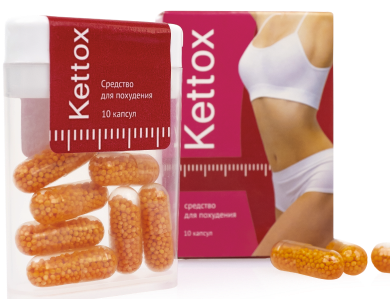 Kettox
Средство
для похудения
10 капсул
Kettox
средство
для похудения
10 капсул